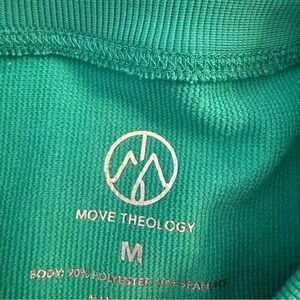 MOVE THEOLOGY
M
BODY: 90% POLYESTER 10% SPANDEX